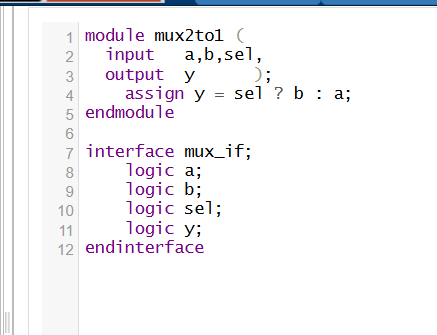 1 module mux2to1 (
2   input   a,b,sel,
3   output  y      );
4     assign y = sel ? b : a;
5 endmodule
6
7 interface mux_if;
8     logic a;
9     logic b;
10     logic sel;
11     logic y;
12 endinterface